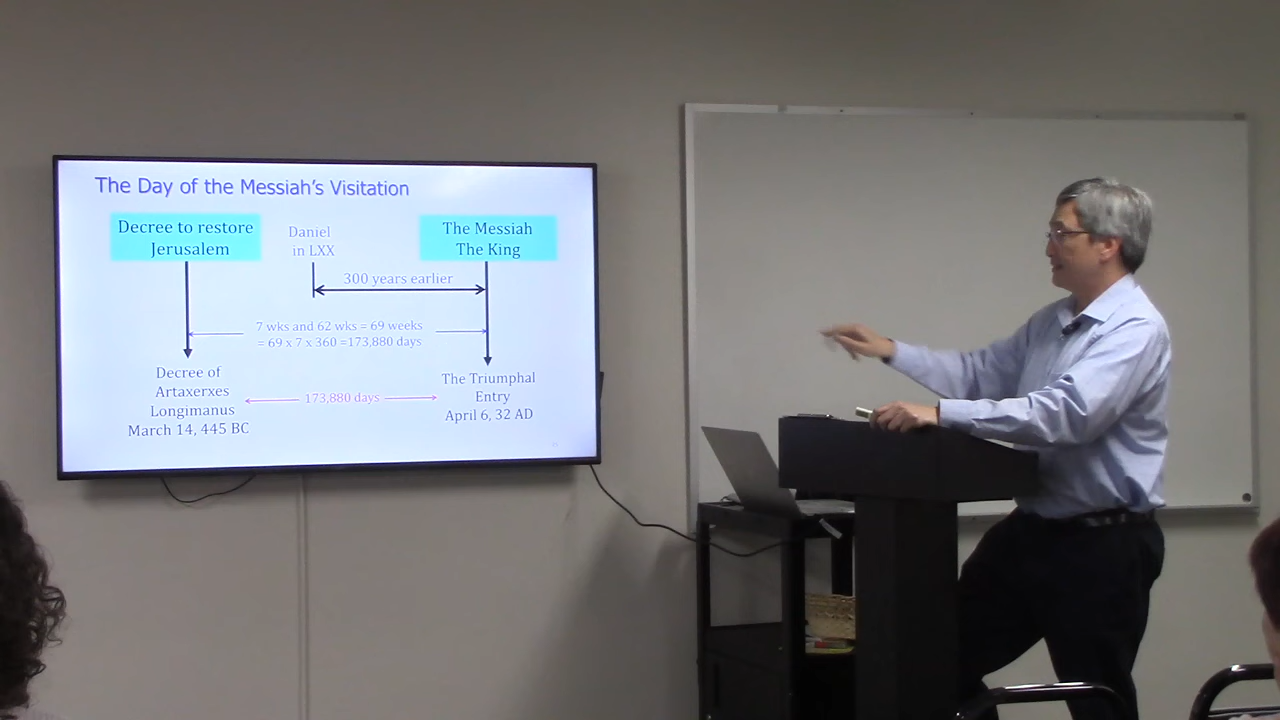 The Day of the Messiah's Visitation
Decree to restore
Jerusalem
Daniel
in LXX
The Messiah
The King
300 years earlier
7 wks and 62 wks = 69 weeks
= 69 x 7 x 360 =173,880 days
Decree of
Artaxerxes
Longimanus
March 14, 445 BC
173,880 days
The Triumphal
Entry
April 6, 32 AD